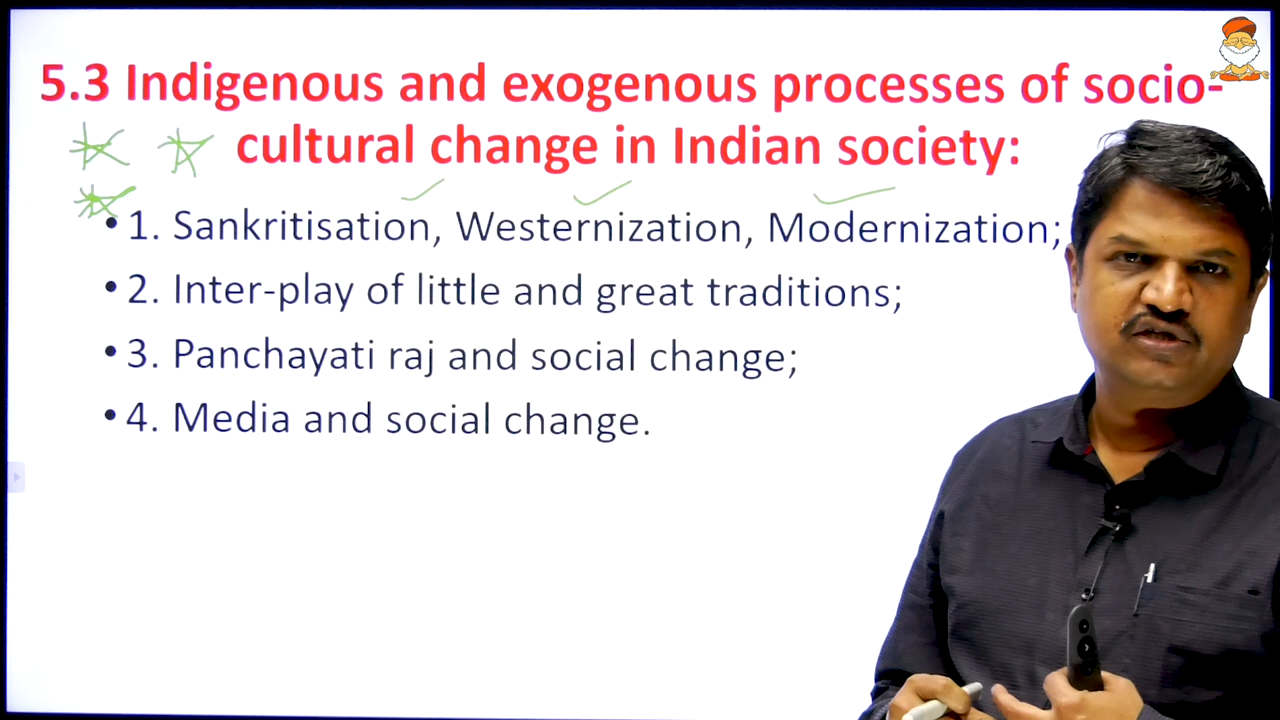 5.3 Indigenous and exogenous processes of socio-
cultural change in Indian society:
• 1. Sankritisation, Westernization, Modernization;
• 2. Inter-play of little and great traditions;
• 3. Panchayati raj and social change;
• 4. Media and social change.